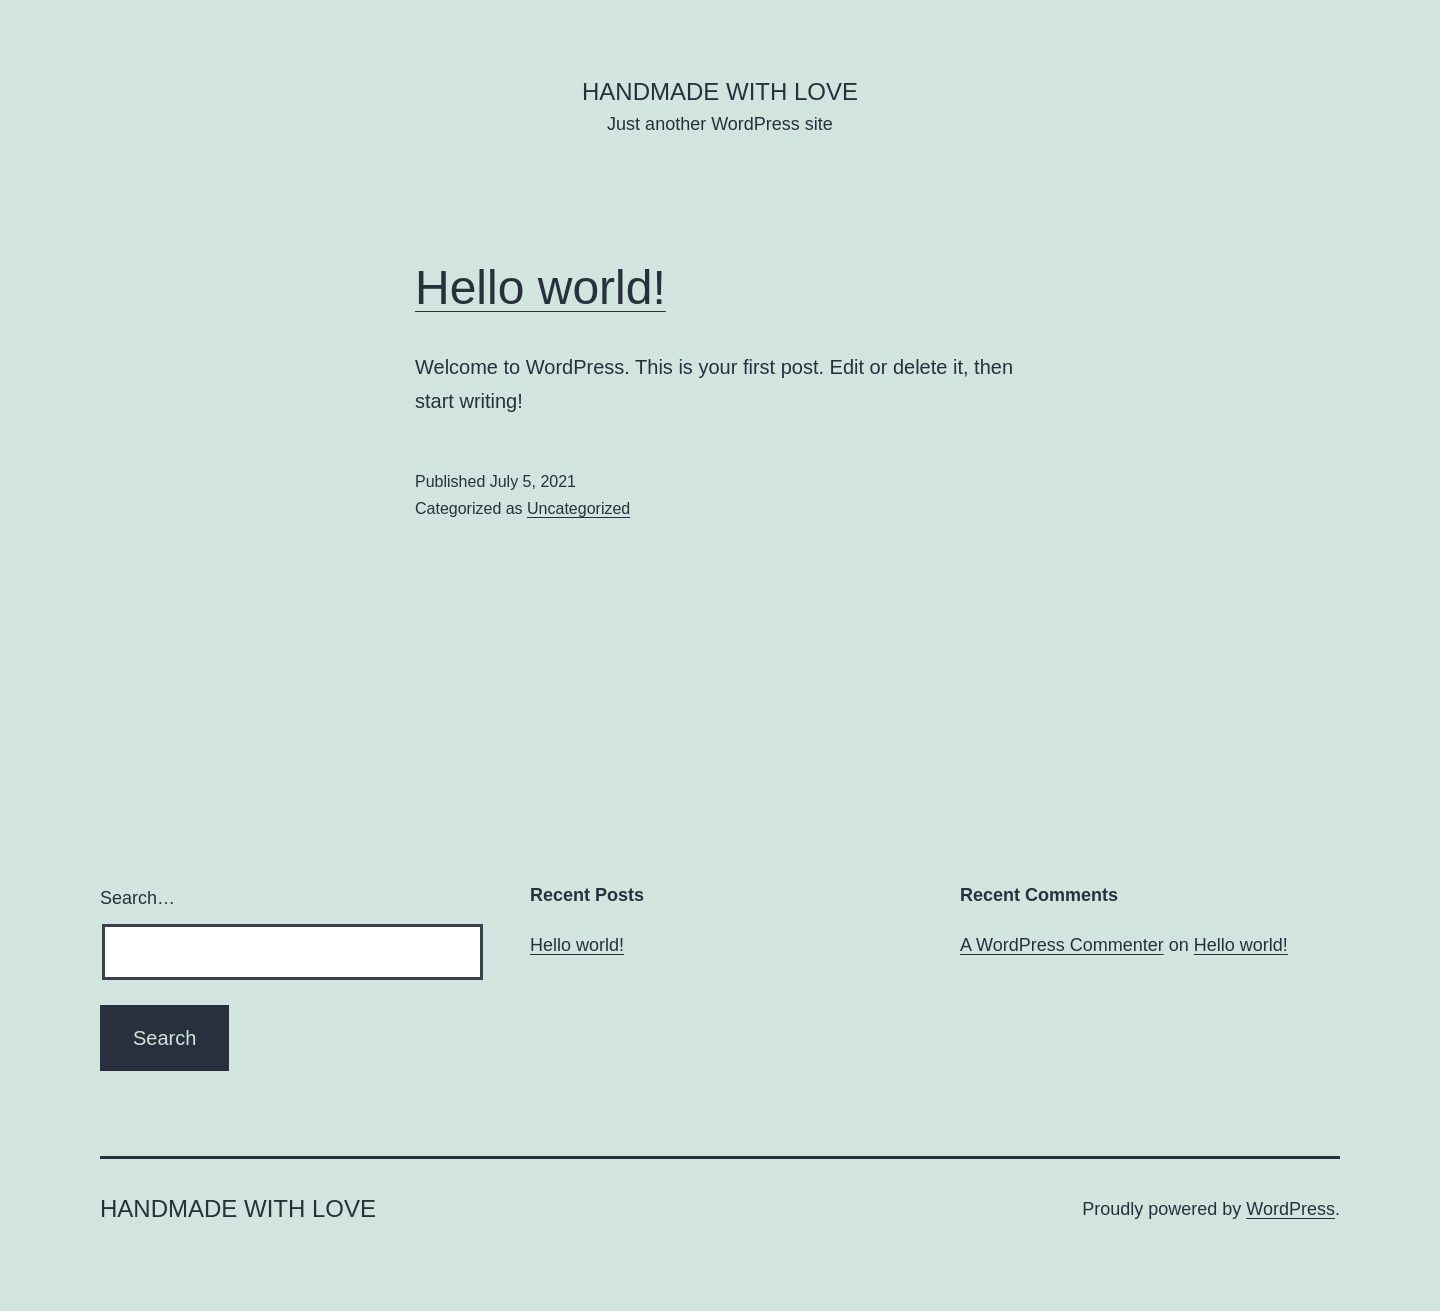 HANDMADE WITH LOVE
Just another WordPress site
Hello world!
Welcome to WordPress. This is your first post. Edit or delete it, then
start writing!
Published July 5, 2021
Categorized as Uncategorized
Search…
Search
Recent Posts
Hello world!
Recent Comments
A WordPress Commenter on Hello world!
HANDMADE WITH LOVE
Proudly powered by WordPress.